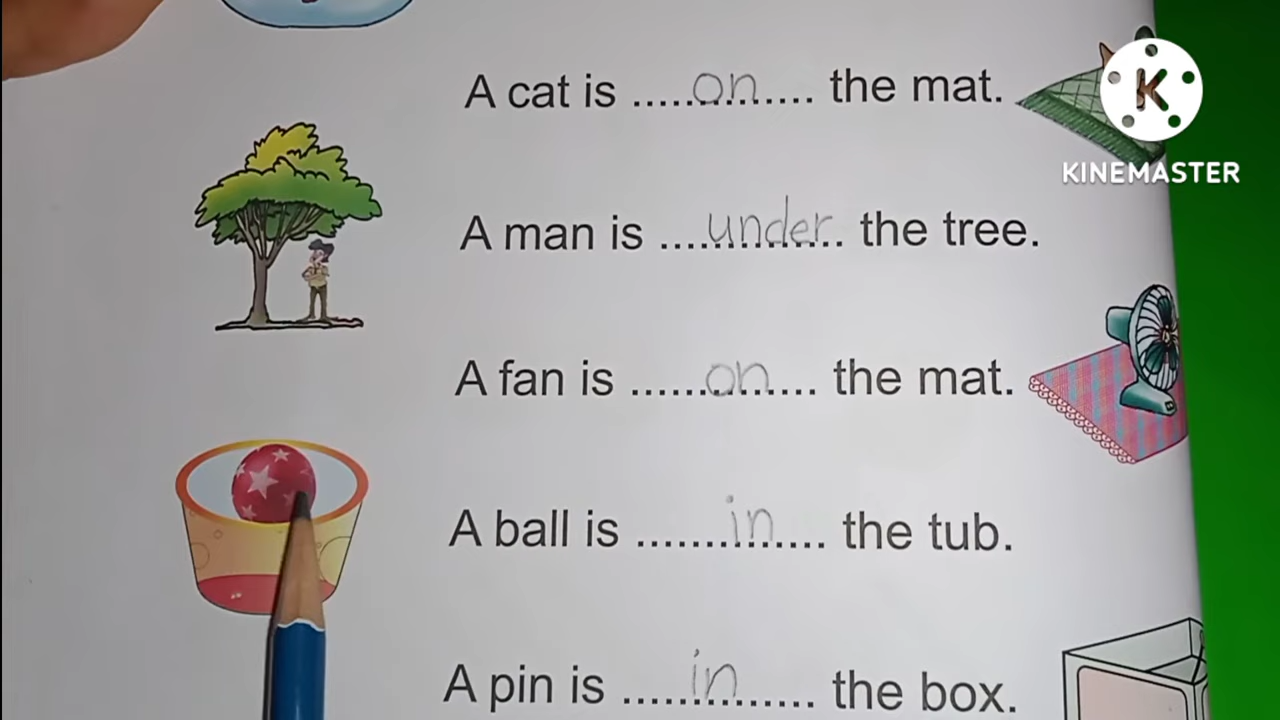 A cat is ......on...... the mat.
K
KINEMASTER
A man is ......under...... the tree.
A fan is ......on...... the mat.
A ball is ......in...... the tub.
A pin is ......in...... the box.